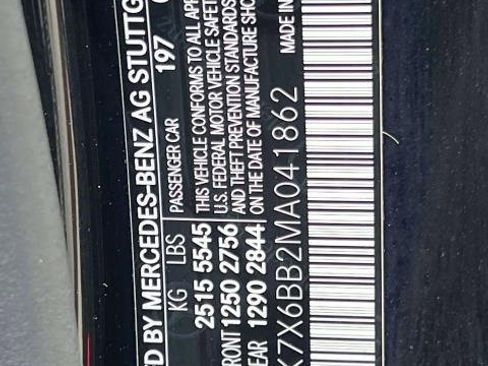 D BY MERCEDES-BENZ AG STUTTG
KG LBS PASSENGER CAR 197
2515 5545 THIS VEHICLE CONFORMS TO ALL APP
FRONT 1250 2756 U.S. FEDERAL MOTOR VEHICLE SAFET
EAR 1290 2844 AND THEFT PREVENTION STANDARDS
ON THE DATE OF MANUFACTURE SHO
K7X6BB2MA041862 MADE IN